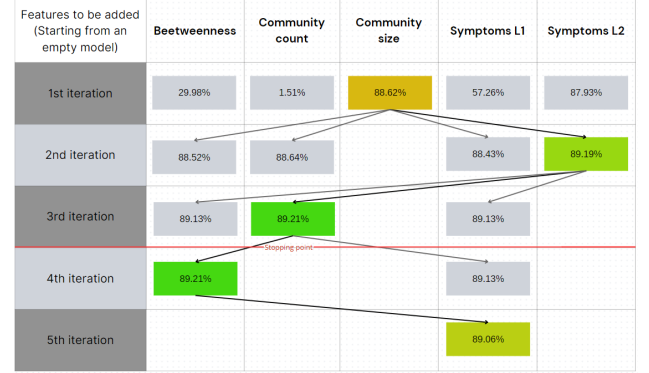 Features to be added
(Starting from an
empty model)
Beetweenness
Community
count
Community
size
Symptoms L1
Symptoms L2
1st iteration
29.98%
1.51%
88.62%
57.26%
87.93%
2nd iteration
88.52%
88.64%
88.43%
89.19%
3rd iteration
89.13%
89.21%
89.13%
Stopping point
4th iteration
89.21%
89.13%
5th iteration
89.06%